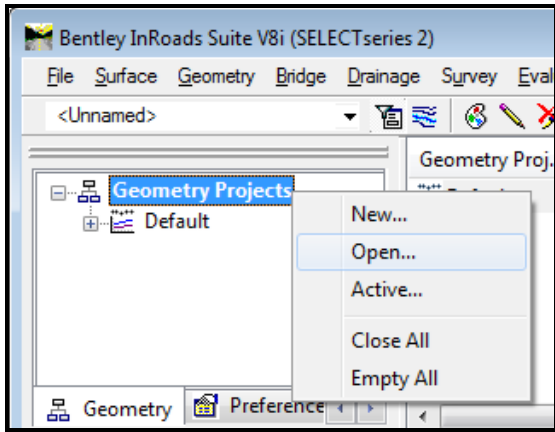 Bentley InRoads Suite V8i (SELECTseries 2)
File Surface Geometry Bridge Drainage Survey Eval
<Unnamed>
Geometry Proj..
Geometry Projects
Default
New...
Open...
Active...
Close All
Empty All
Geometry Preference